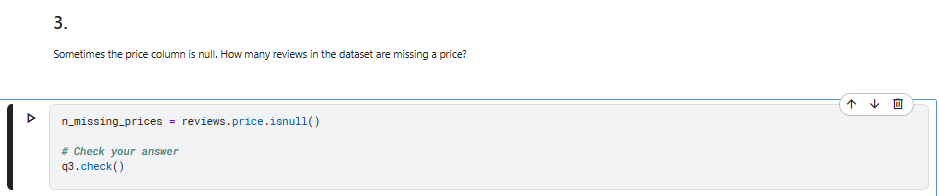 3.
Sometimes the price column is null. How many reviews in the dataset are missing a price?
n_missing_prices = reviews.price.isnull()
# Check your answer
q3.check()